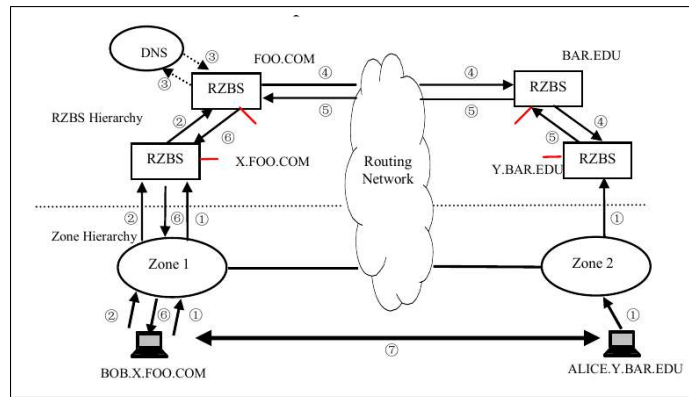 FOO.COM
BAR.EDU
DNS
③
③
RZBS
④
④
RZBS
⑤
⑤
RZBS Hierarchy
②
⑥
⑤
④
RZBS
X.FOO.COM
Routing
Network
Y.BAR.EDU
RZBS
②
⑥
①
①
Zone Hierarchy
Zone 1
Zone 2
②
⑥
①
①
⑦
BOB.X.FOO.COM
ALICE.Y.BAR.EDU